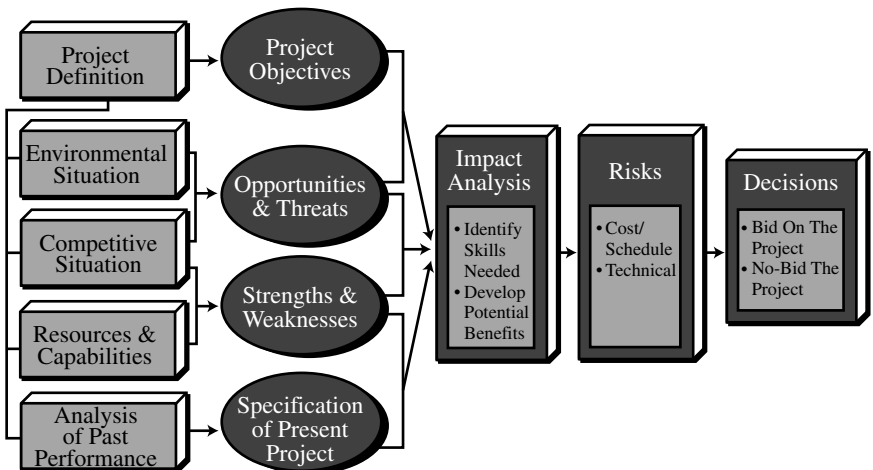 Project
Definition
Project
Objectives
Environmental
Situation
Opportunities
& Threats
Competitive
Situation
Strengths &
Weaknesses
Resources &
Capabilities
Analysis
of Past
Performance
Specification
of Present
Project
Impact
Analysis
• Identify
Skills
Needed
• Develop
Potential
Benefits
Risks
• Cost/
Schedule
• Technical
Decisions
• Bid On The
Project
• No-Bid The
Project